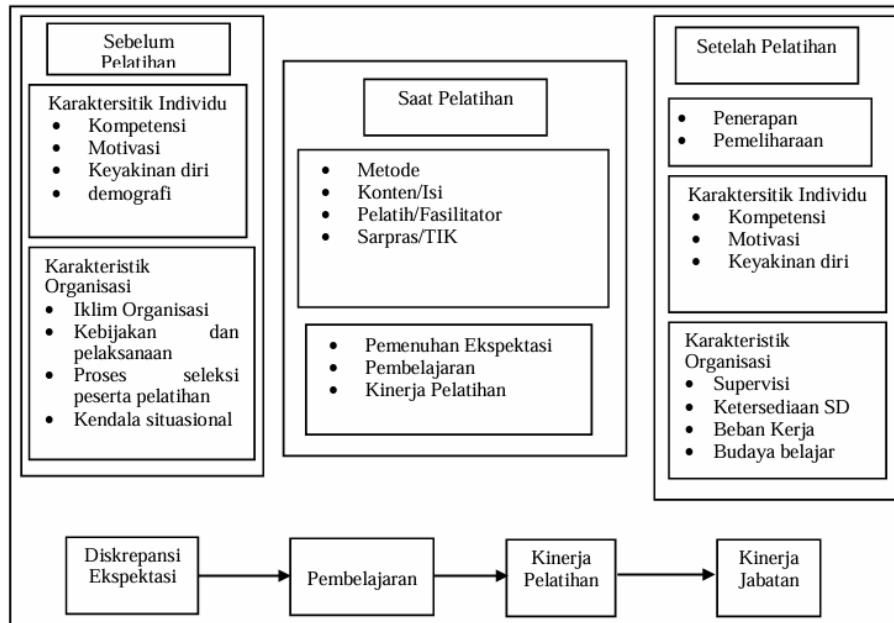 Sebelum
Pelatihan
Karaktersitik Individu
• Kompetensi
• Motivasi
• Keyakinan diri
• demografi
Karakteristik
Organisasi
• Iklim Organisasi
• Kebijakan dan
pelaksanaan
• Proses seleksi
peserta pelatihan
• Kendala situasional
Saat Pelatihan
• Metode
• Konten/Isi
• Pelatih/Fasilitator
• Sarpras/TIK
• Pemenuhan Ekspektasi
• Pembelajaran
• Kinerja Pelatihan
Setelah Pelatihan
• Penerapan
• Pemeliharaan
Karaktersitik Individu
• Kompetensi
• Motivasi
• Keyakinan diri
Karakteristik
Organisasi
• Supervisi
• Ketersediaan SD
• Beban Kerja
• Budaya belajar
Diskrepansi
Ekspektasi
Pembelajaran
Kinerja
Pelatihan
Kinerja
Jabatan